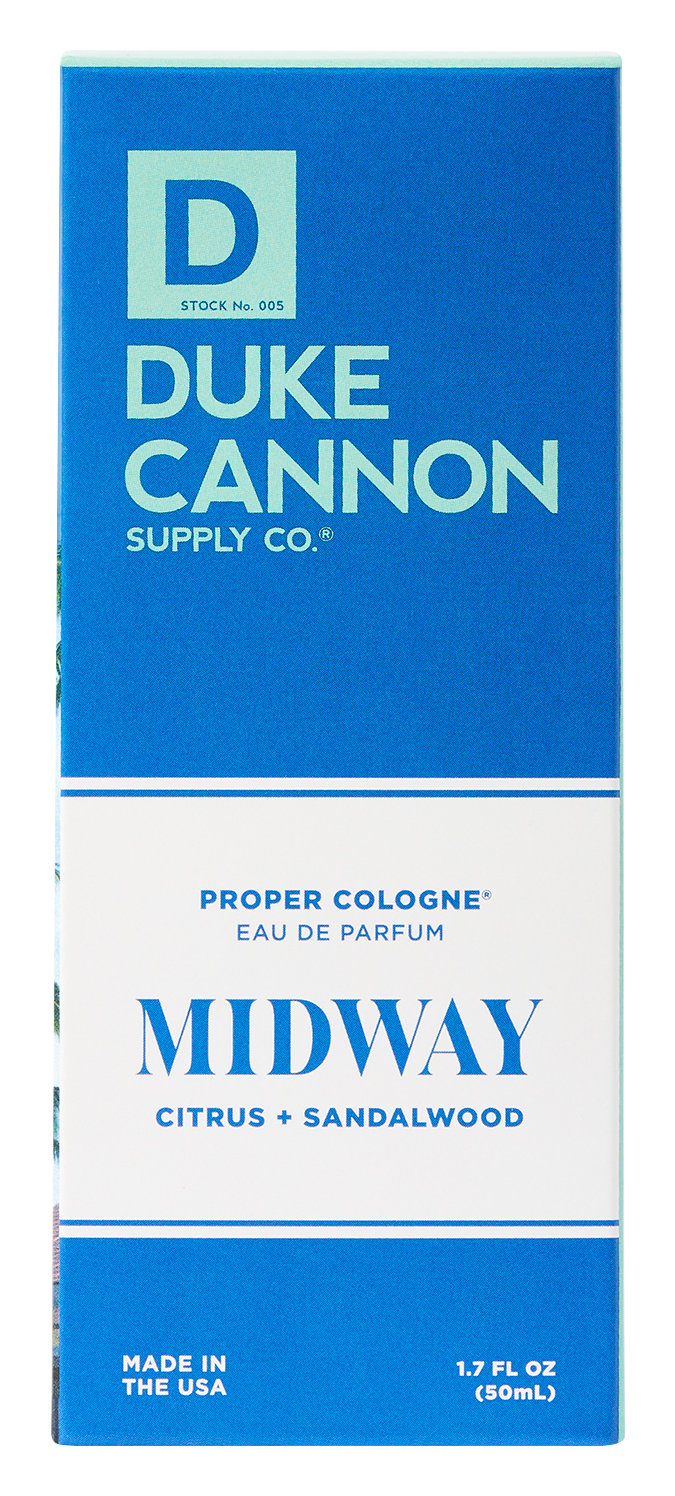 D
STOCK No. 005
DUKE
CANNON
SUPPLY CO.®
PROPER COLOGNE®
EAU DE PARFUM
MIDWAY
CITRUS + SANDALWOOD
MADE IN
THE USA
1.7 FL OZ
(50mL)